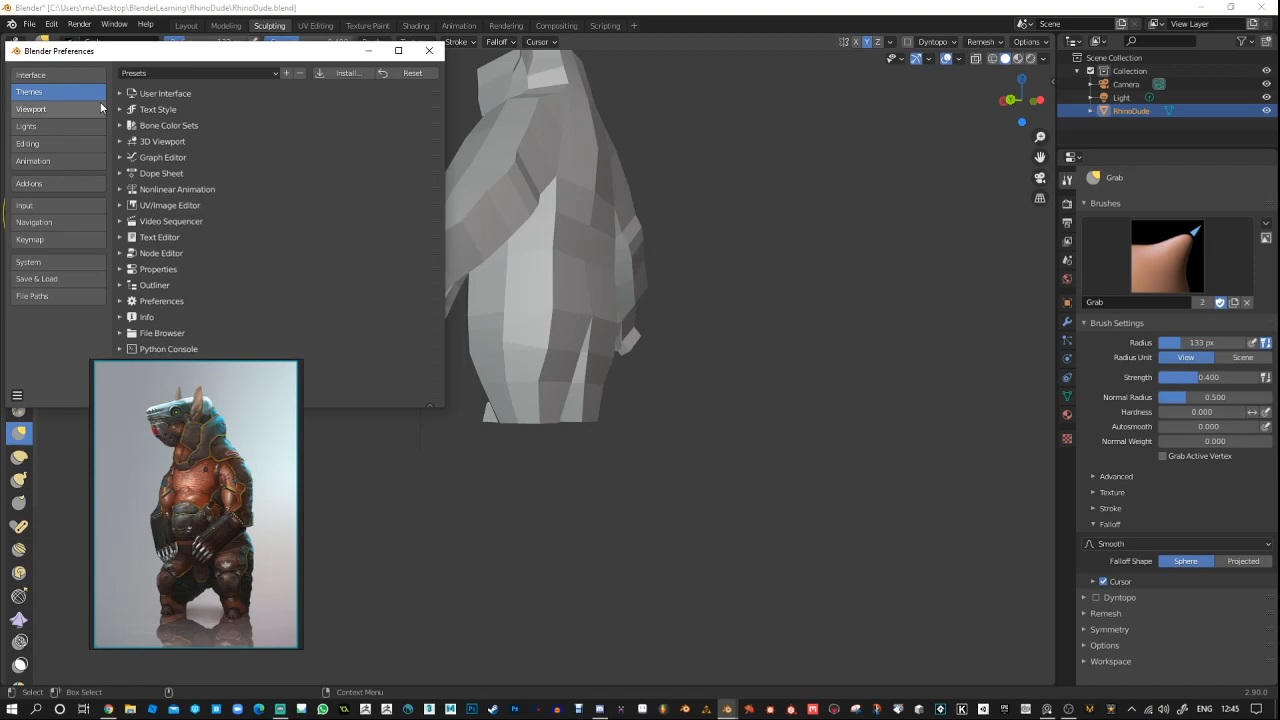 Blender* [C:\Users\me\Desktop\BlenderLearning\RhinoDude\RhinoDude.blend]
File Edit Render Window Help Layout Modeling Sculpting UV Editing Texture Paint Shading Animation Rendering Compositing Scripting Scene View Layer
Stroke Falloff Cursor X Y Z Dyntopo Remesh Options
Blender Preferences
Interface
Themes
Viewport
Lights
Editing
Animation
Add-ons
Input
Navigation
Keymap
System
Save & Load
File Paths
Presets Install... Reset
User Interface
Text Style
Bone Color Sets
3D Viewport
Graph Editor
Dope Sheet
Nonlinear Animation
UV/Image Editor
Video Sequencer
Text Editor
Node Editor
Properties
Outliner
Preferences
Info
File Browser
Python Console
Scene Collection
Collection
Camera
Light
RhinoDude
Grab
Brushes
Grab 2
Brush Settings
Radius 133 px
Radius Unit View Scene
Strength 0.400
Normal Radius 0.500
Hardness 0.000
Autosmooth 0.000
Normal Weight 0.000
Grab Active Vertex
Advanced
Texture
Stroke
Falloff
Smooth
Falloff Shape Sphere Projected
Cursor
Dyntopo
Remesh
Symmetry
Options
Workspace
Select Box Select Context Menu 2.90.0
ENG 12:45